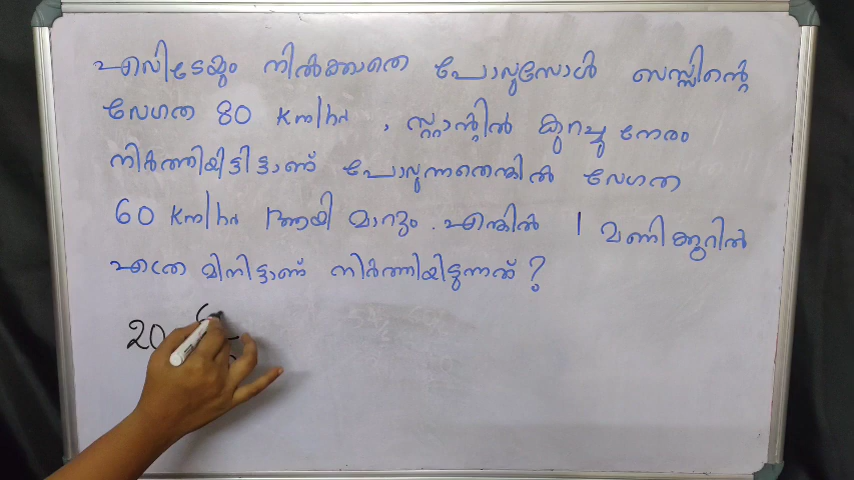 എവിടേയും നിൽക്കാതെ പോവുമ്പോൾ ബസ്സിന്റെ
വേഗത 80 Km/hr , സ്റ്റാന്റിൽ കുറച്ചു നേരം
നിർത്തിയിട്ടിട്ടാണ് പോവുന്നതെങ്കിൽ വേഗത
60 Km/hr ആയി മാറും . എങ്കിൽ 1 മണിക്കൂറിൽ
എത്ര മിനിട്ടാണ് നിർത്തിയിടുന്നത് ?
20